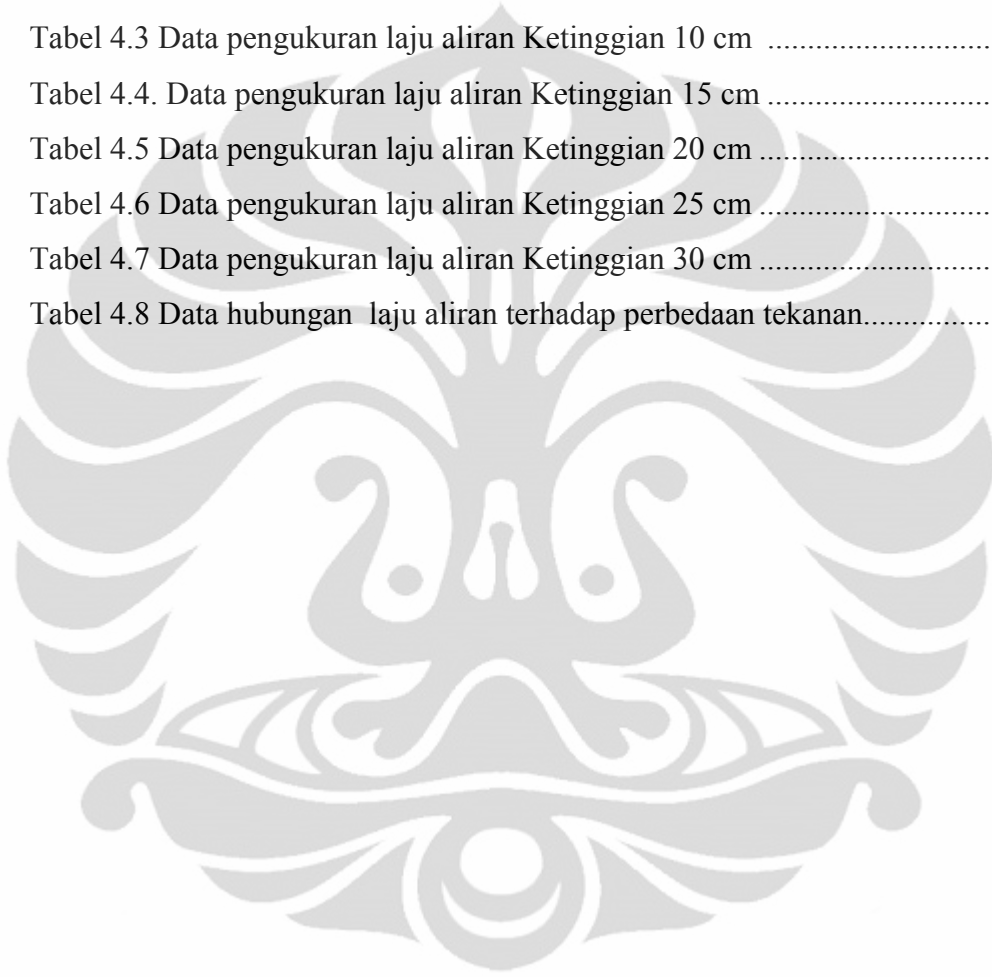 Tabel 4.3 Data pengukuran laju aliran Ketinggian 10 cm ............................
Tabel 4.4. Data pengukuran laju aliran Ketinggian 15 cm ............................
Tabel 4.5 Data pengukuran laju aliran Ketinggian 20 cm .............................
Tabel 4.6 Data pengukuran laju aliran Ketinggian 25 cm .............................
Tabel 4.7 Data pengukuran laju aliran Ketinggian 30 cm .............................
Tabel 4.8 Data hubungan  laju aliran terhadap perbedaan tekanan................